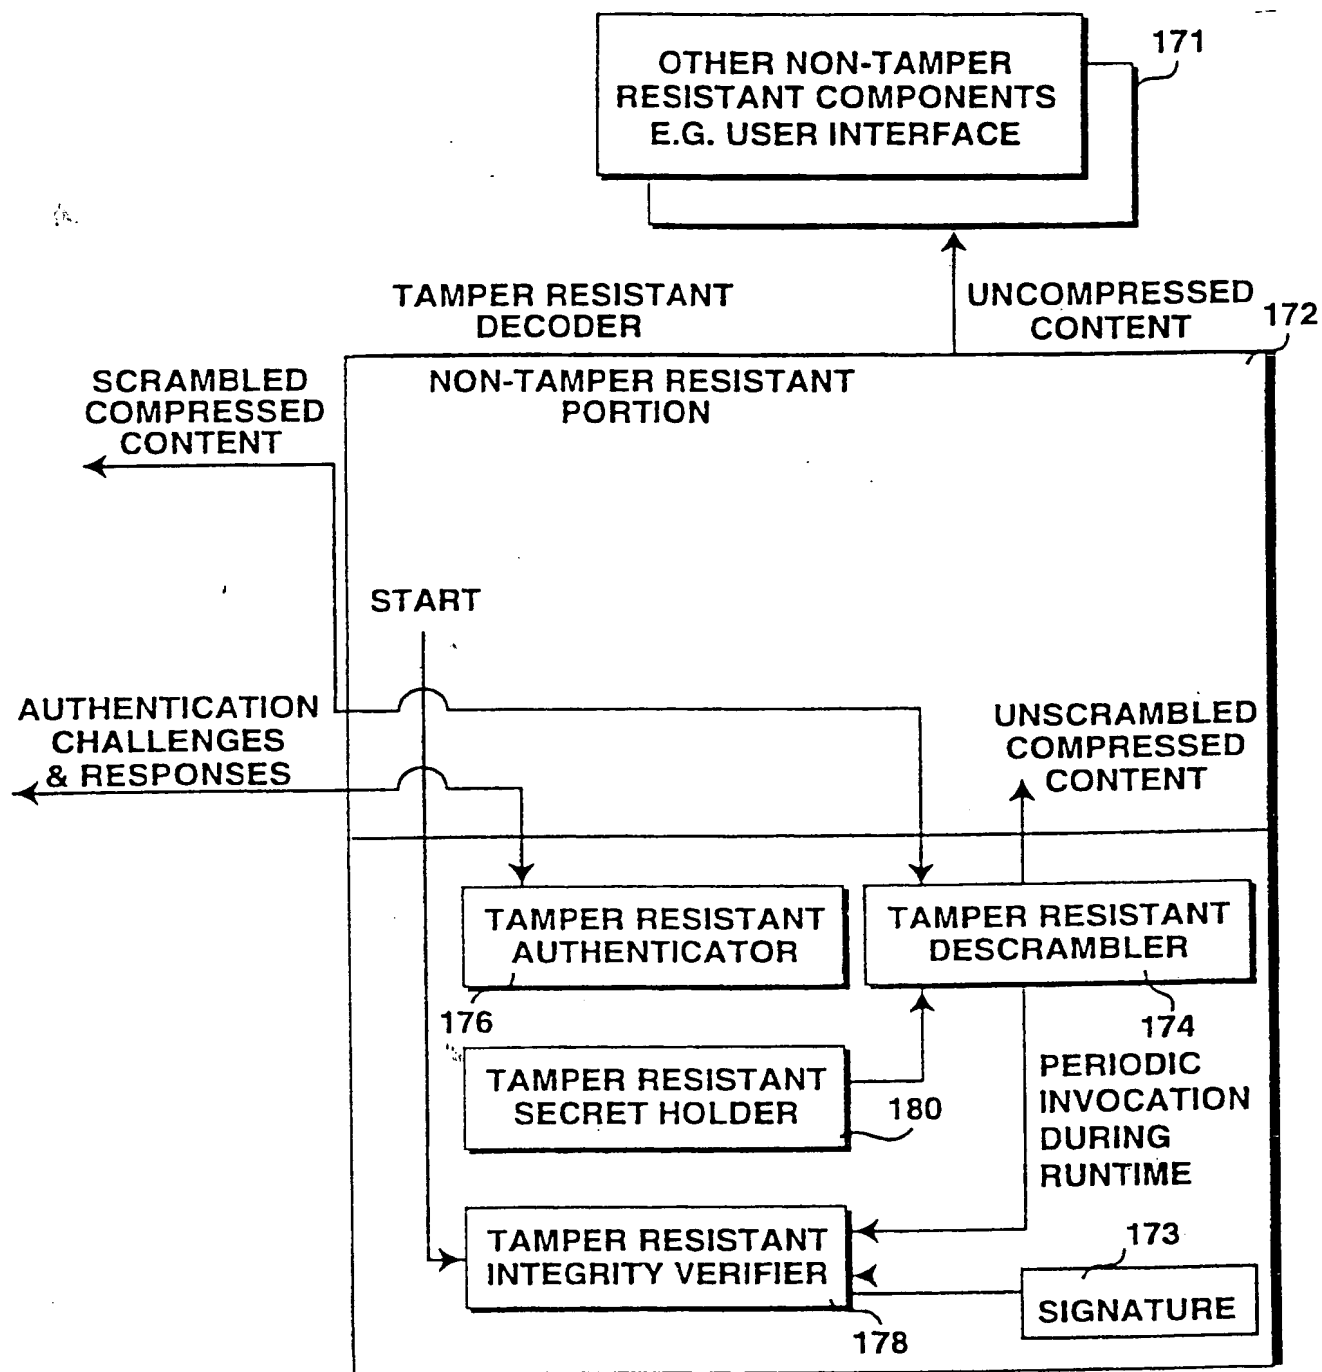 OTHER NON-TAMPER
RESISTANT COMPONENTS
E.G. USER INTERFACE
171
TAMPER RESISTANT
DECODER
UNCOMPRESSED
CONTENT
172
SCRAMBLED
COMPRESSED
CONTENT
NON-TAMPER RESISTANT
PORTION
START
AUTHENTICATION
CHALLENGES
& RESPONSES
UNSCRAMBLED
COMPRESSED
CONTENT
TAMPER RESISTANT
AUTHENTICATOR
176
TAMPER RESISTANT
DESCRAMBLER
174
TAMPER RESISTANT
SECRET HOLDER
180
PERIODIC
INVOCATION
DURING
RUNTIME
TAMPER RESISTANT
INTEGRITY VERIFIER
178
173
SIGNATURE